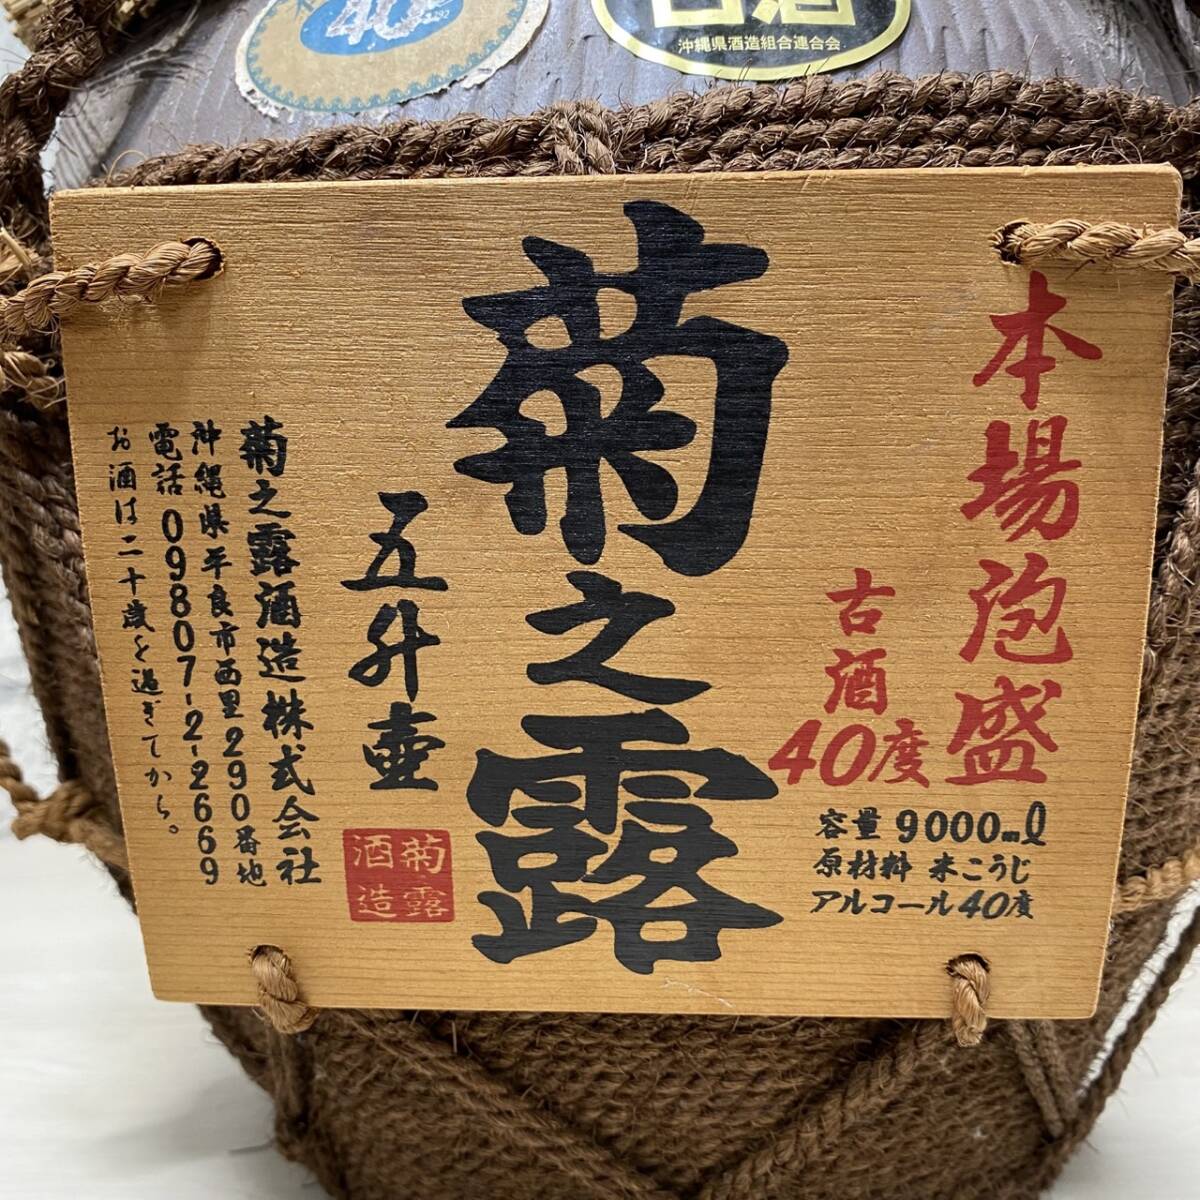 40
古酒
沖縄県酒造組合連合会
本場泡盛
古酒
40度
容量 9000mℓ
原材料 米こうじ
アルコール40度
菊之露
五升壷
菊露
酒造
菊之露酒造株式会社
沖縄県平良市西里290番地
電話 09807-2-2669
お酒は二十歳を過ぎてから。